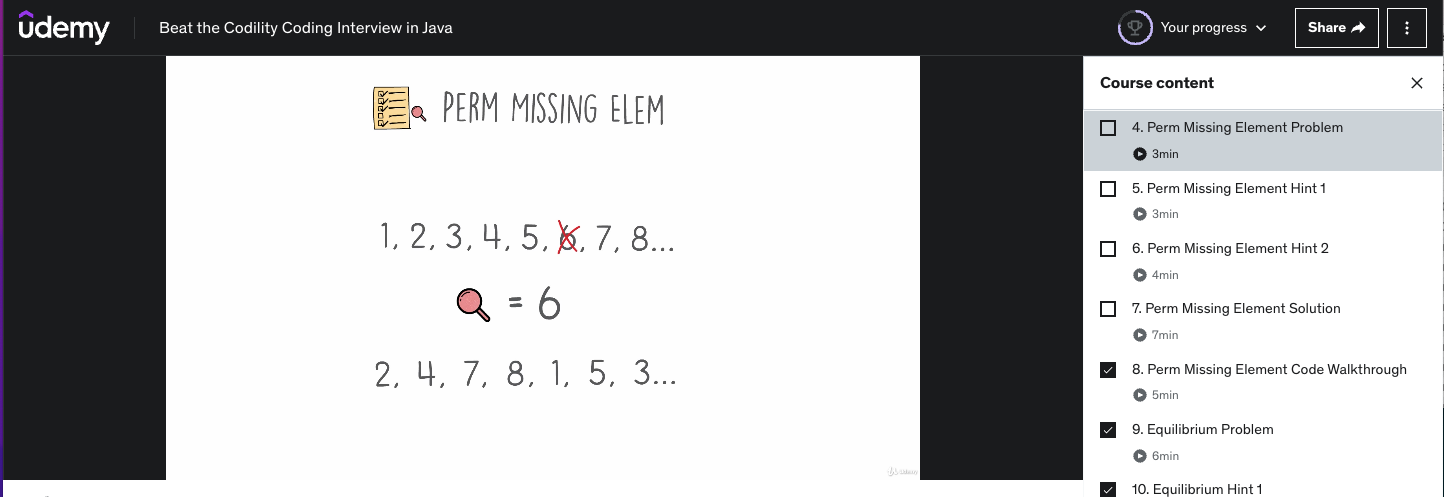 udemy
Beat the Codility Coding Interview in Java
Your progress
Share
PERM MISSING ELEM
1, 2, 3, 4, 5, 6, 7, 8...
= 6
2, 4, 7, 8, 1, 5, 3...
Udemy
Course content
4. Perm Missing Element Problem
3min
5. Perm Missing Element Hint 1
3min
6. Perm Missing Element Hint 2
4min
7. Perm Missing Element Solution
7min
8. Perm Missing Element Code Walkthrough
5min
9. Equilibrium Problem
6min
10. Equilibrium Hint 1